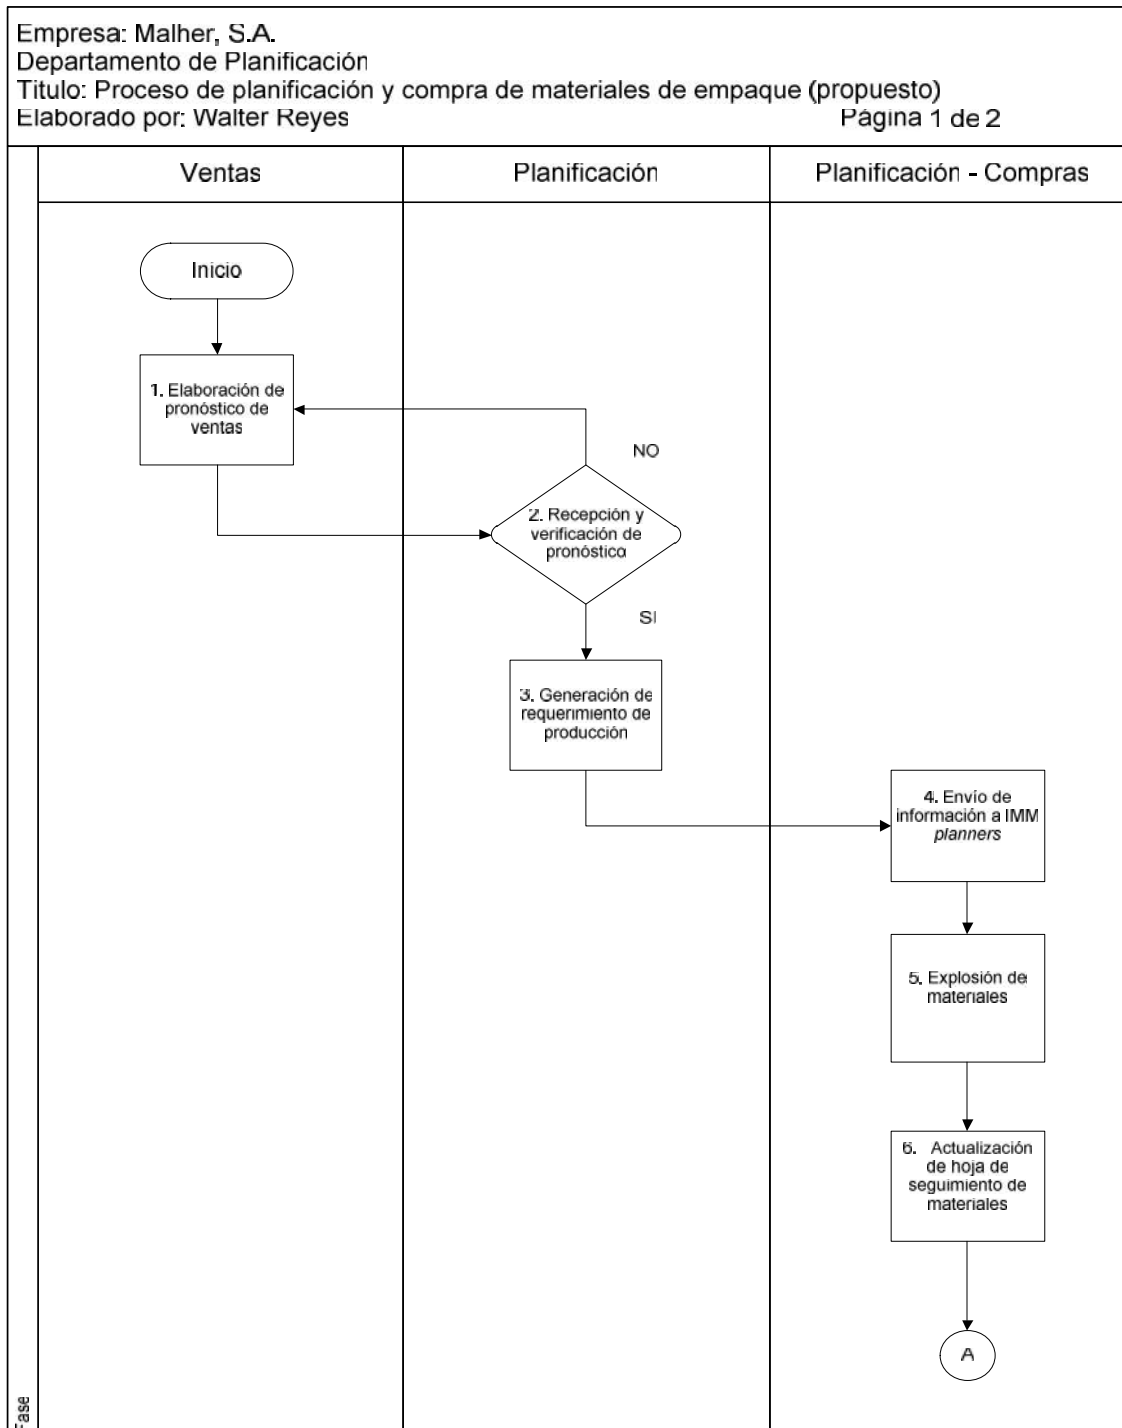 Empresa: Malher, S.A.
Departamento de Planificación
Titulo: Proceso de planificación y compra de materiales de empaque (propuesto)
Elaborado por: Walter Reyes
Página 1 de 2
Ventas
Planificación
Planificación - Compras
Inicio
1. Elaboración de
pronóstico de
ventas
NO
2. Recepción y
verificación de
pronóstica
SI
3. Generación de
requerimiento de
producción
4. Envío de
información a IMM
planners
5. Explosión de
materiales
6. Actualización
de hoja de
seguimiento de
materiales
A
Fase